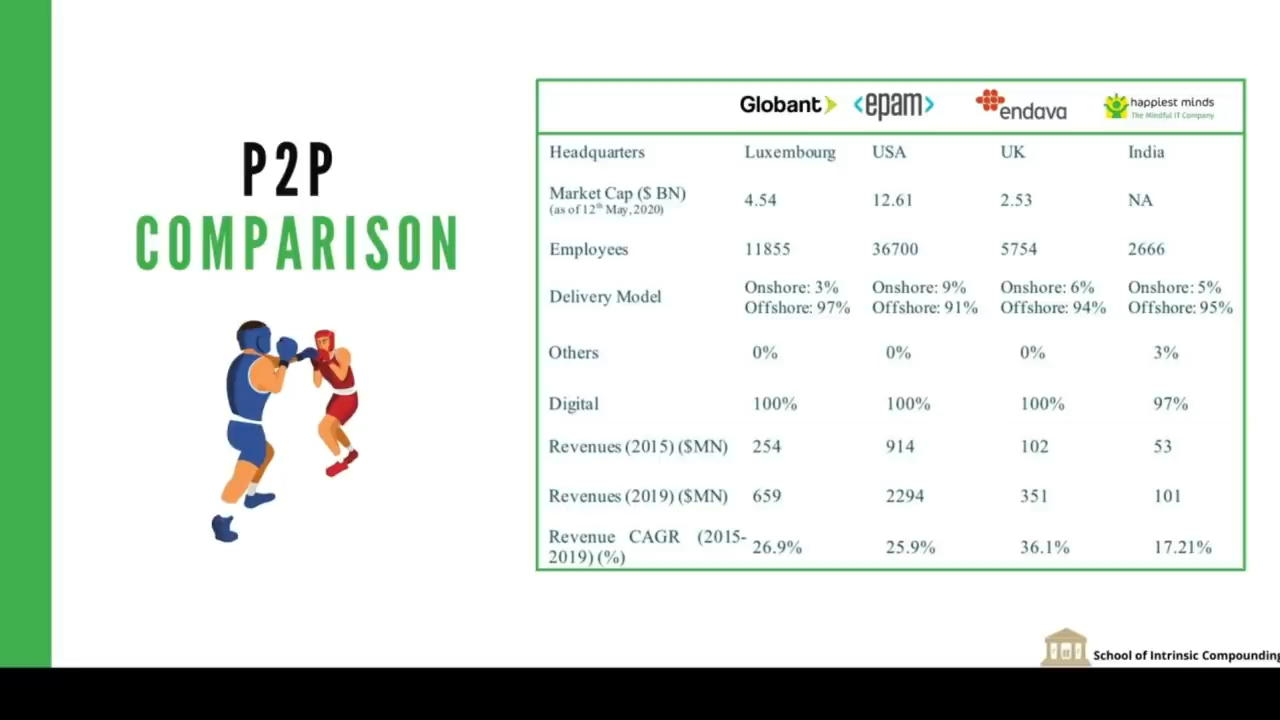 P2P
COMPARISON
Globant epam endava happiest minds
The Mindful IT Company
Headquarters Luxembourg USA UK India
Market Cap ($ BN)
(as of 12th May, 2020) 4.54 12.61 2.53 NA
Employees 11855 36700 5754 2666
Delivery Model Onshore: 3% Onshore: 9% Onshore: 6% Onshore: 5%
Offshore: 97% Offshore: 91% Offshore: 94% Offshore: 95%
Others 0% 0% 0% 3%
Digital 100% 100% 100% 97%
Revenues (2015) ($MN) 254 914 102 53
Revenues (2019) ($MN) 659 2294 351 101
Revenue CAGR (2015-
2019) (%) 26.9% 25.9% 36.1% 17.21%
School of Intrinsic Compounding